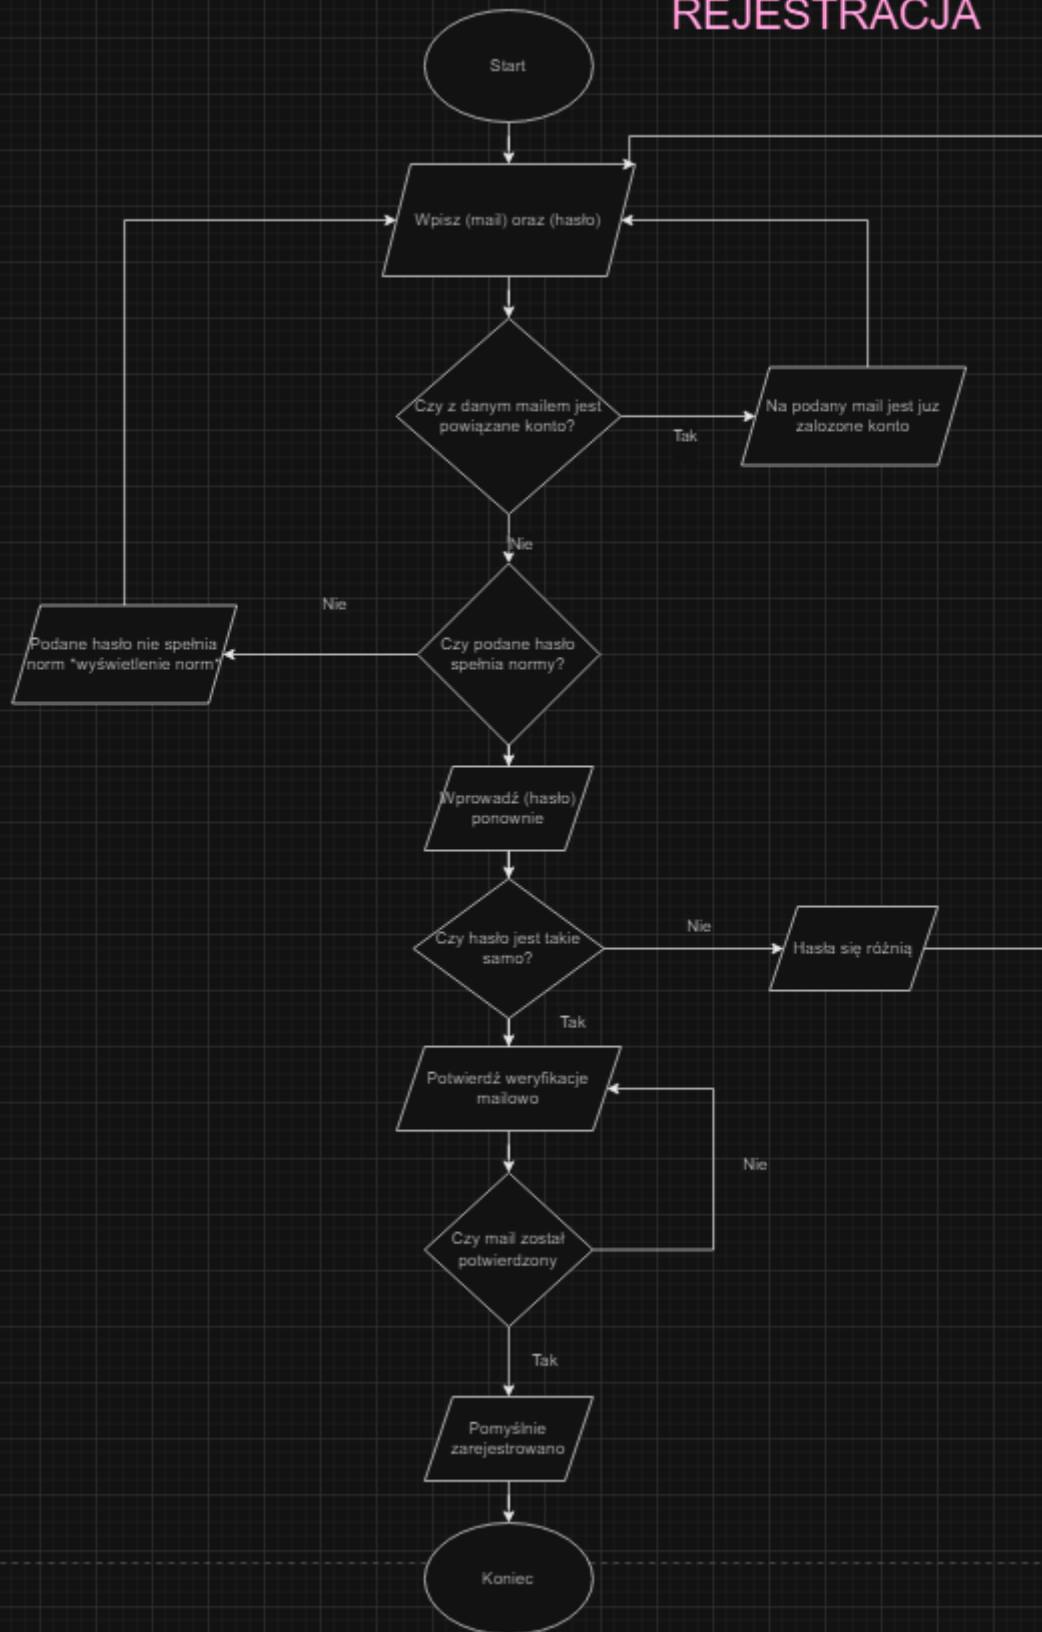 REJESTRACJA
Start
Wpisz (mail) oraz (hasło)
Czy z danym mailem jest
powiązane konto?
Tak
Na podany mail jest juz
zalozone konto
Nie
Nie
Podane hasło nie spełnia
norm *wyświetlenie norm*
Czy podane hasło
spełnia normy?
Wprowadź (hasło)
ponownie
Czy hasło jest takie
samo?
Nie
Hasła się różnią
Tak
Potwierdź weryfikacje
mailowo
Nie
Czy mail został
potwierdzony
Tak
Pomyślnie
zarejestrowano
Koniec